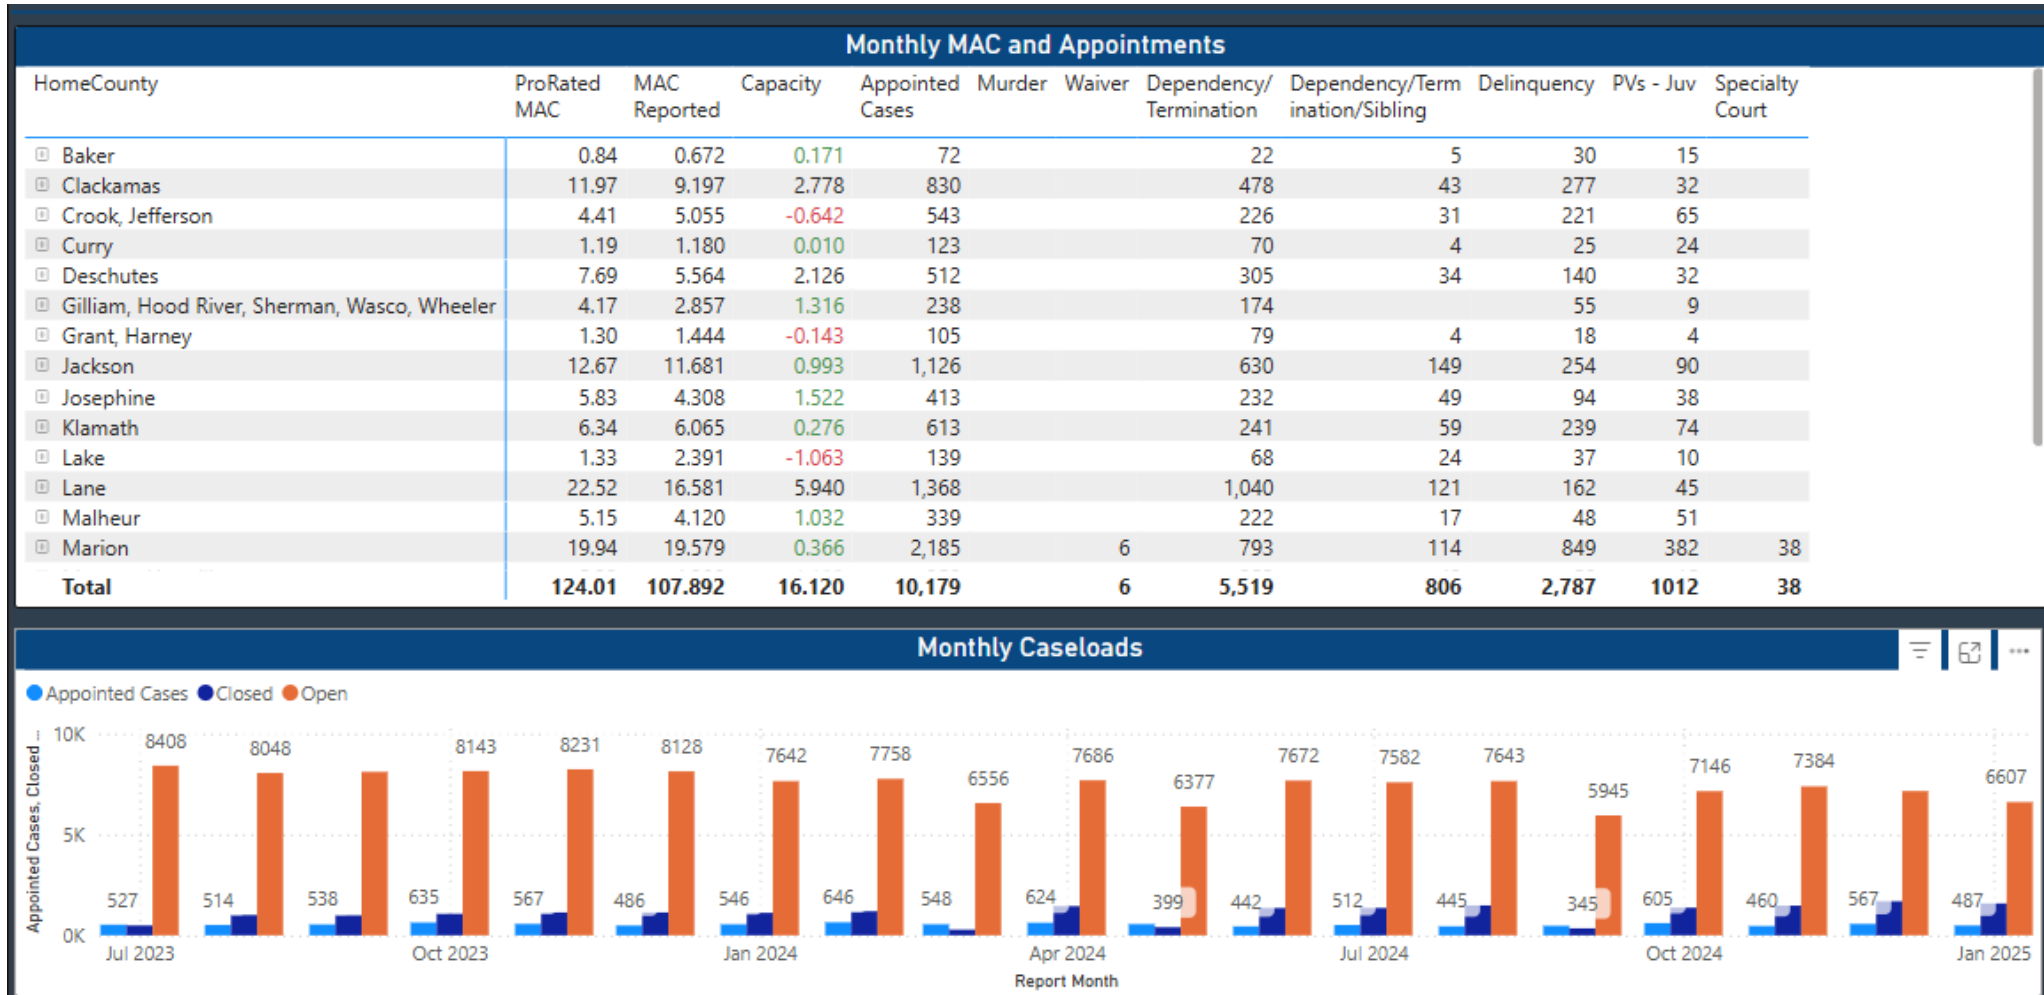 Monthly MAC and Appointments
HomeCounty ProRated MAC MAC Reported Capacity Appointed Cases Murder Waiver Dependency/Termination Dependency/Termination/Sibling Delinquency PVs - Juv Specialty Court
Baker 0.84 0.672 0.171 72 22 5 30 15
Clackamas 11.97 9.197 2.778 830 478 43 277 32
Crook, Jefferson 4.41 5.055 -0.642 543 226 31 221 65
Curry 1.19 1.180 0.010 123 70 4 25 24
Deschutes 7.69 5.564 2.126 512 305 34 140 32
Gilliam, Hood River, Sherman, Wasco, Wheeler 4.17 2.857 1.316 238 174 55 9
Grant, Harney 1.30 1.444 -0.143 105 79 4 18 4
Jackson 12.67 11.681 0.993 1,126 630 149 254 90
Josephine 5.83 4.308 1.522 413 232 49 94 38
Klamath 6.34 6.065 0.276 613 241 59 239 74
Lake 1.33 2.391 -1.063 139 68 24 37 10
Lane 22.52 16.581 5.940 1,368 1,040 121 162 45
Malheur 5.15 4.120 1.032 339 222 17 48 51
Marion 19.94 19.579 0.366 2,185 6 793 114 849 382 38
Total 124.01 107.892 16.120 10,179 6 5,519 806 2,787 1012 38
Monthly Caseloads
Appointed Cases Closed Open
Appointed Cases, Closed ...
10K
5K
0K
8408 8048 8143 8231 8128 7642 7758 6556 7686 6377 7672 7582 7643 5945 7146 7384 6607
527 514 538 635 567 486 546 646 548 624 399 442 512 445 345 605 460 567 487
Jul 2023 Oct 2023 Jan 2024 Apr 2024 Jul 2024 Oct 2024 Jan 2025
Report Month